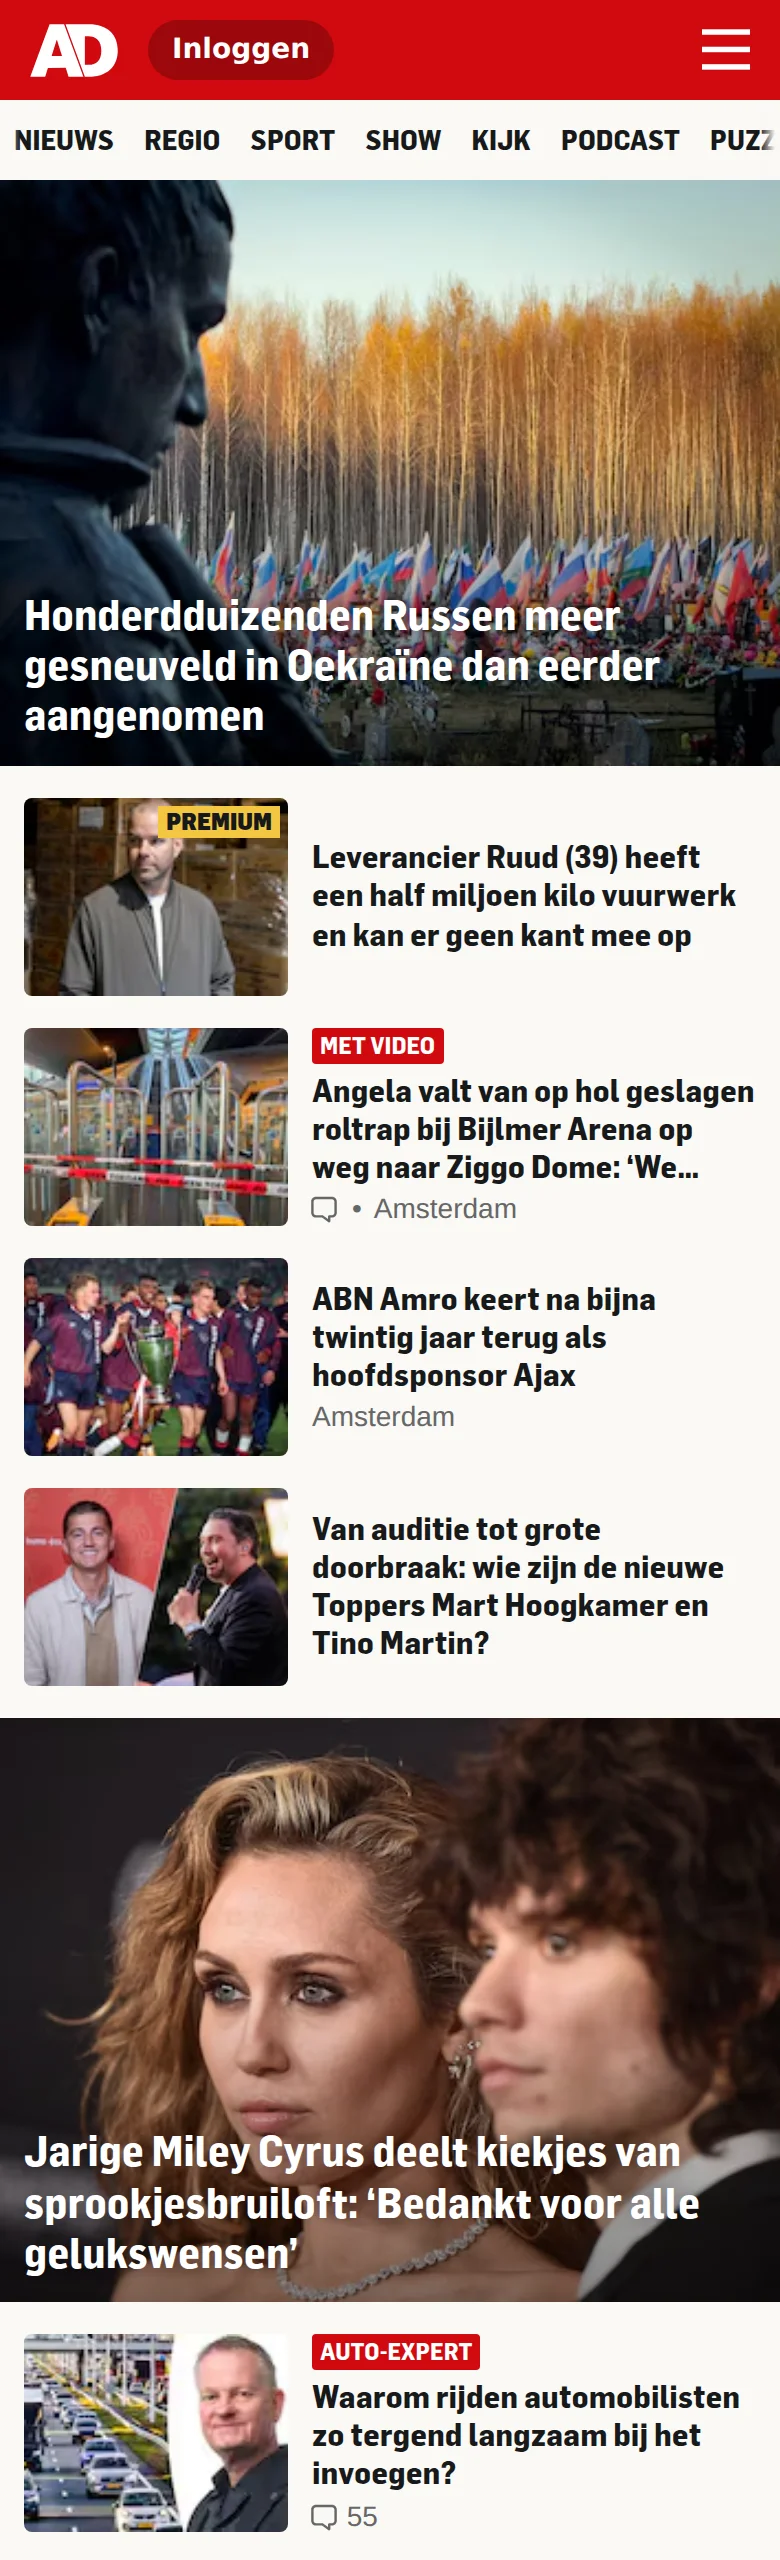 AD
Inloggen
NIEUWS REGIO SPORT SHOW KIJK PODCAST PUZZ
Honderdduizenden Russen meer
gesneuveld in Oekraïne dan eerder
aangenomen
PREMIUM
Leverancier Ruud (39) heeft
een half miljoen kilo vuurwerk
en kan er geen kant mee op
MET VIDEO
Angela valt van op hol geslagen
roltrap bij Bijlmer Arena op
weg naar Ziggo Dome: ‘We...
• Amsterdam
ABN Amro keert na bijna
twintig jaar terug als
hoofdsponsor Ajax
Amsterdam
Van auditie tot grote
doorbraak: wie zijn de nieuwe
Toppers Mart Hoogkamer en
Tino Martin?
Jarige Miley Cyrus deelt kiekjes van
sprookjesbruiloft: ‘Bedankt voor alle
gelukswensen’
AUTO-EXPERT
Waarom rijden automobilisten
zo tergend langzaam bij het
invoegen?
55